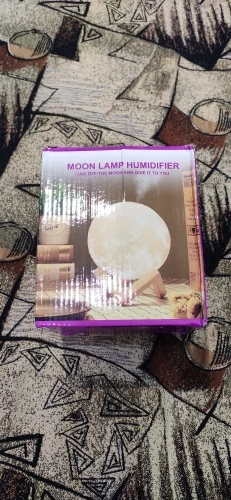 MOON LAMP HUMIDIFIER
TAKE OFF THE MOON AND GIVE IT TO YOU